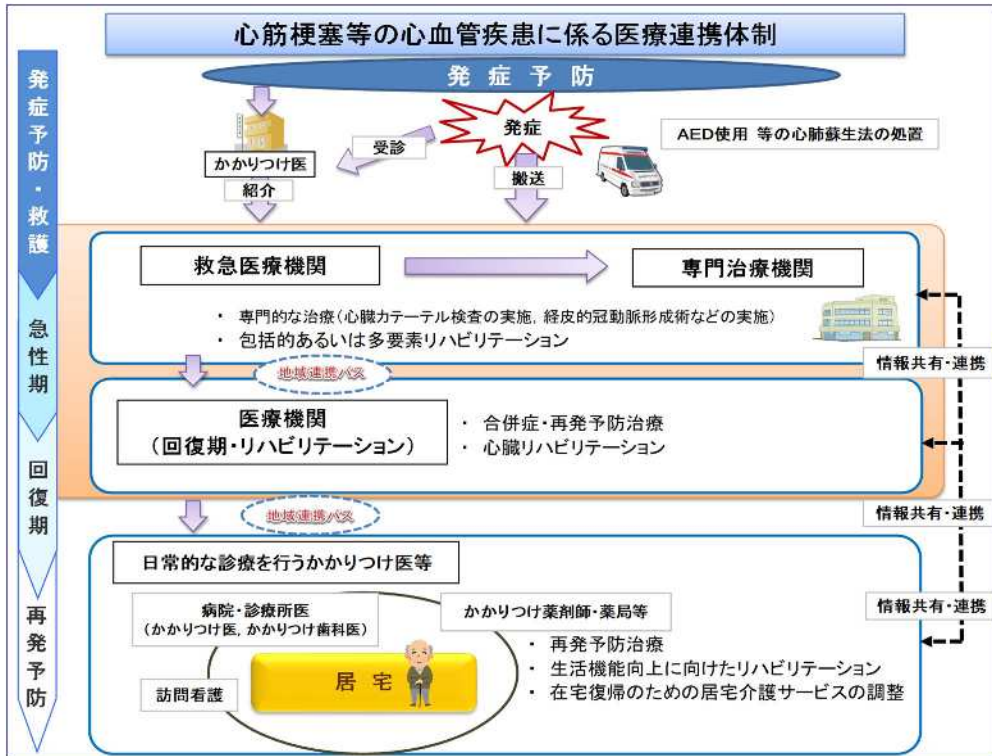 心筋梗塞等の心血管疾患に係る医療連携体制
発症予防
発症予防・救護
急性期
回復期
再発予防
発症
AED使用 等の心肺蘇生法の処置
受診
かかりつけ医
紹介
搬送
救急医療機関
専門治療機関
・ 専門的な治療（心臓カテーテル検査の実施，経皮的冠動脈形成術などの実施）
・ 包括的あるいは多要素リハビリテーション
情報共有・連携
地域連携パス
医療機関
（回復期・リハビリテーション）
・ 合併症・再発予防治療
・ 心臓リハビリテーション
地域連携パス
情報共有・連携
日常的な診療を行うかかりつけ医等
病院・診療所医
（かかりつけ医，かかりつけ歯科医）
かかりつけ薬剤師・薬局等
情報共有・連携
・ 再発予防治療
・ 生活機能向上に向けたリハビリテーション
・ 在宅復帰のための居宅介護サービスの調整
居宅
訪問看護